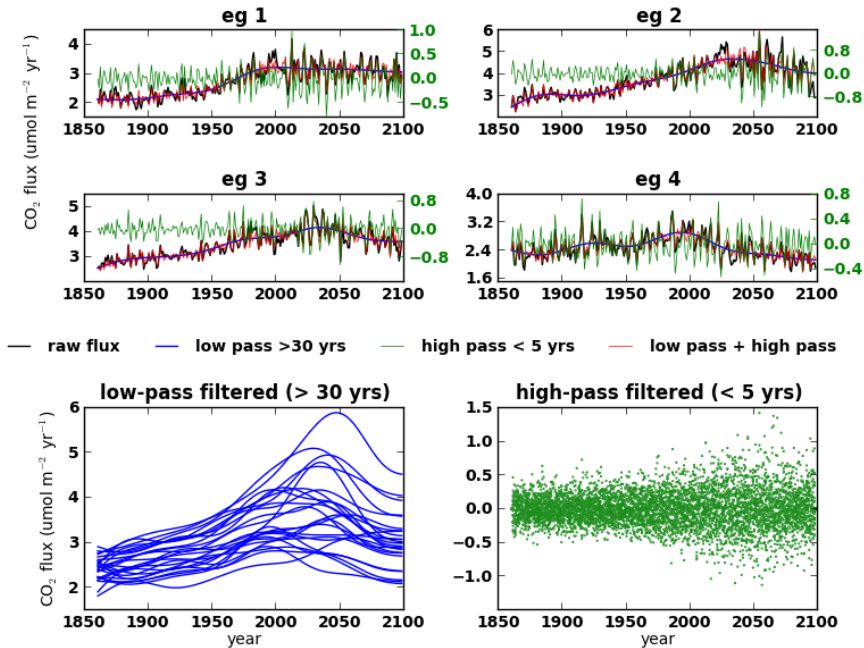 eg 1
4
3
2
1.0
0.5
0.0
−0.5
1850 1900 1950 2000 2050 2100
eg 2
6
5
4
3
0.8
0.0
−0.8
1850 1900 1950 2000 2050 2100
CO₂ flux (umol m⁻² yr⁻¹)
eg 3
5
4
3
0.8
0.0
−0.8
1850 1900 1950 2000 2050 2100
eg 4
4.0
3.2
2.4
1.6
0.8
0.4
0.0
−0.4
1850 1900 1950 2000 2050 2100
raw flux low pass >30 yrs high pass < 5 yrs low pass + high pass
low-pass filtered (> 30 yrs)
CO₂ flux (umol m⁻² yr⁻¹)
6
5
4
3
2
1850 1900 1950 2000 2050 2100
year
high-pass filtered (< 5 yrs)
1.5
1.0
0.5
0.0
−0.5
−1.0
1850 1900 1950 2000 2050 2100
year